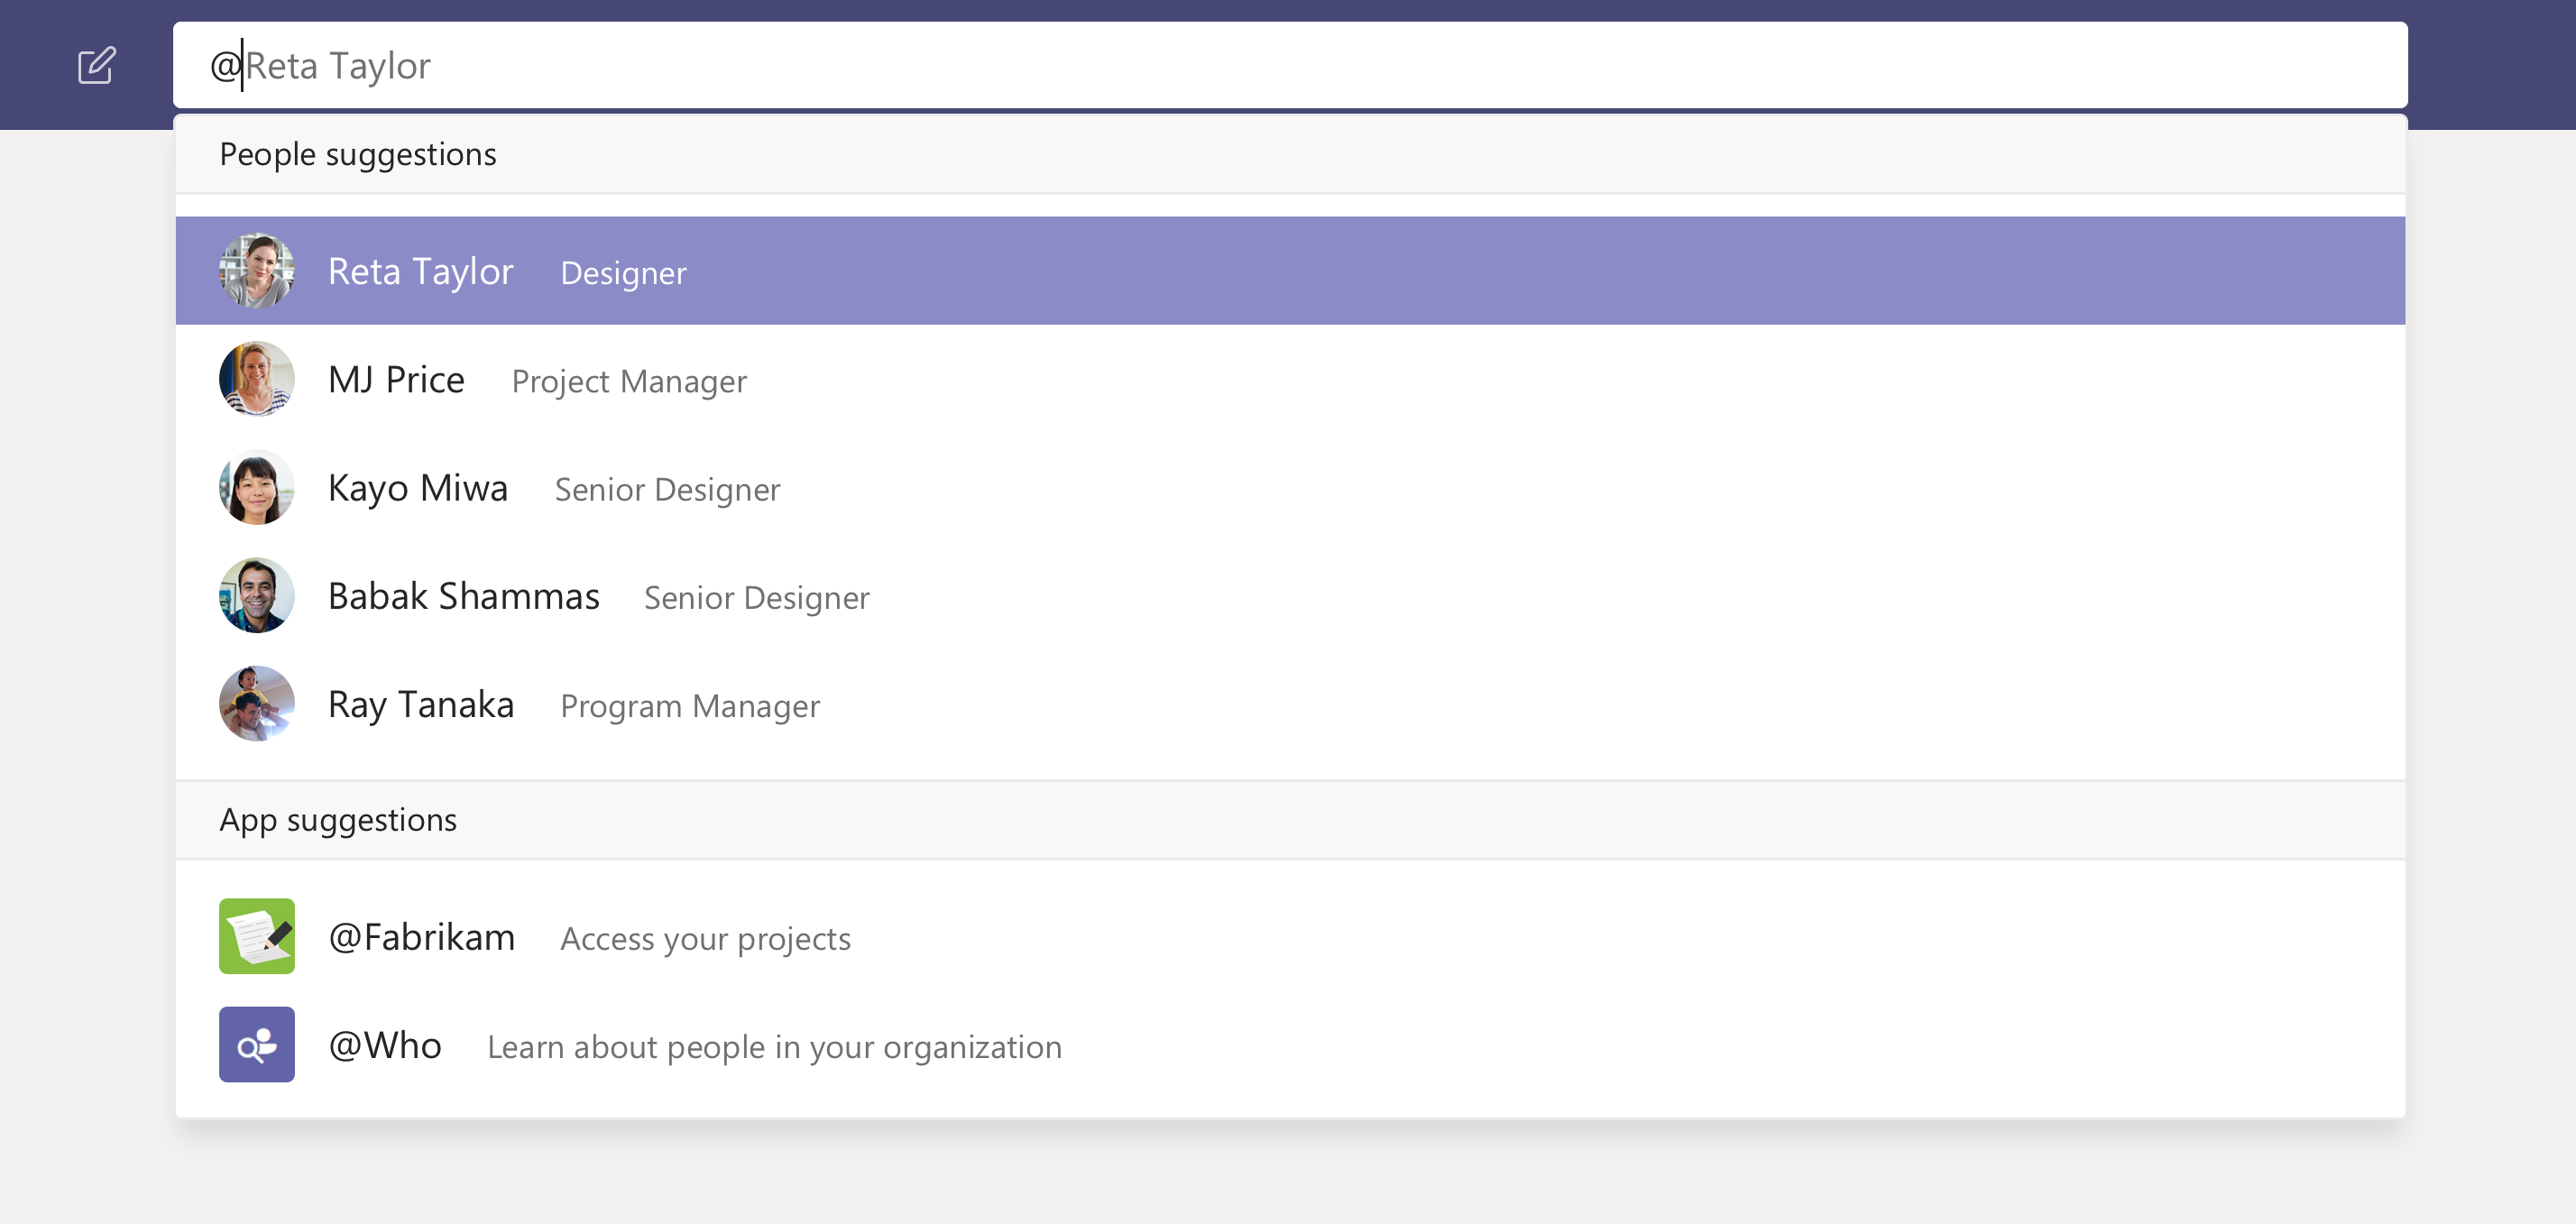 @Reta Taylor
People suggestions
Reta Taylor Designer
MJ Price Project Manager
Kayo Miwa Senior Designer
Babak Shammas Senior Designer
Ray Tanaka Program Manager
App suggestions
@Fabrikam Access your projects
@Who Learn about people in your organization